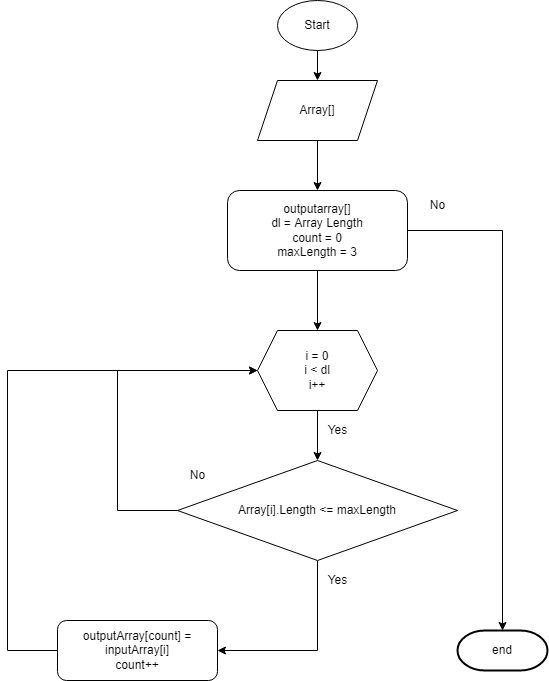 Start
Array[]
outputarray[]
dl = Array Length
count = 0
maxLength = 3
No
i = 0
i < dl
i++
Yes
No
Array[i].Length <= maxLength
Yes
outputArray[count] =
inputArray[i]
count++
end